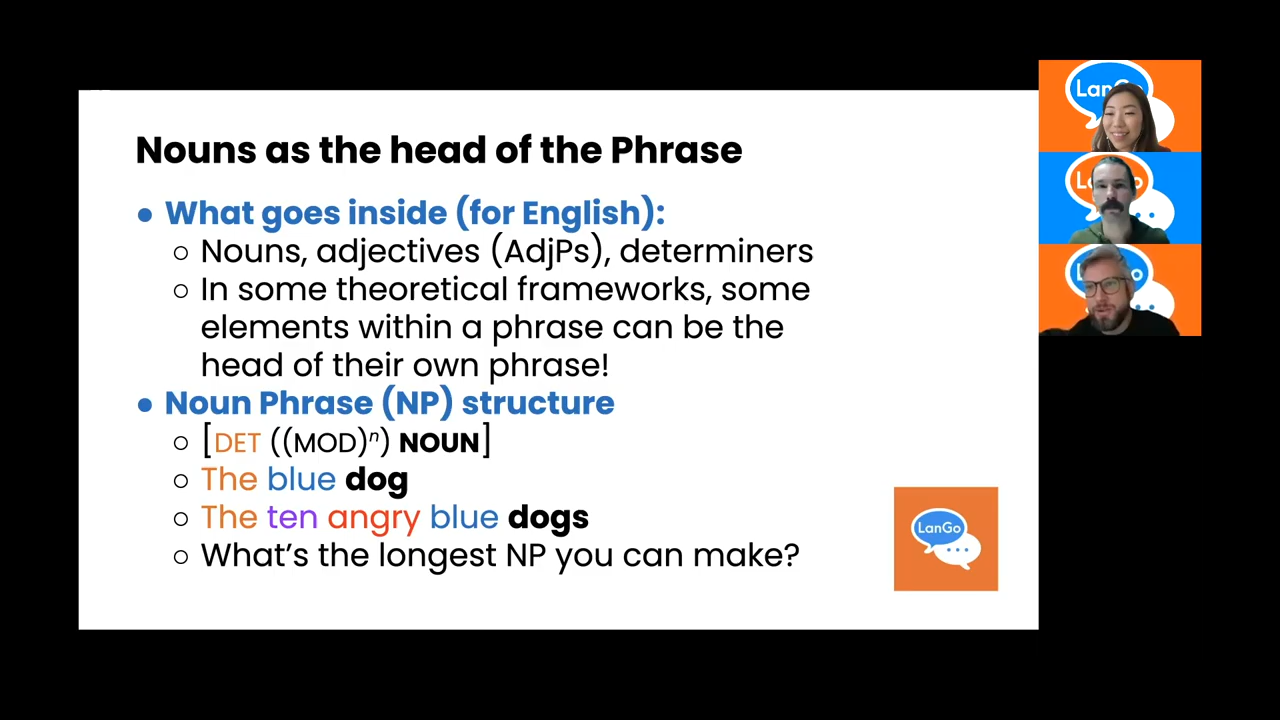 Nouns as the head of the Phrase
● What goes inside (for English):
○ Nouns, adjectives (AdjPs), determiners
○ In some theoretical frameworks, some
elements within a phrase can be the
head of their own phrase!
● Noun Phrase (NP) structure
○ [DET ((MOD)ⁿ) NOUN]
○ The blue dog
○ The ten angry blue dogs
○ What’s the longest NP you can make?
LanGo
LanGo